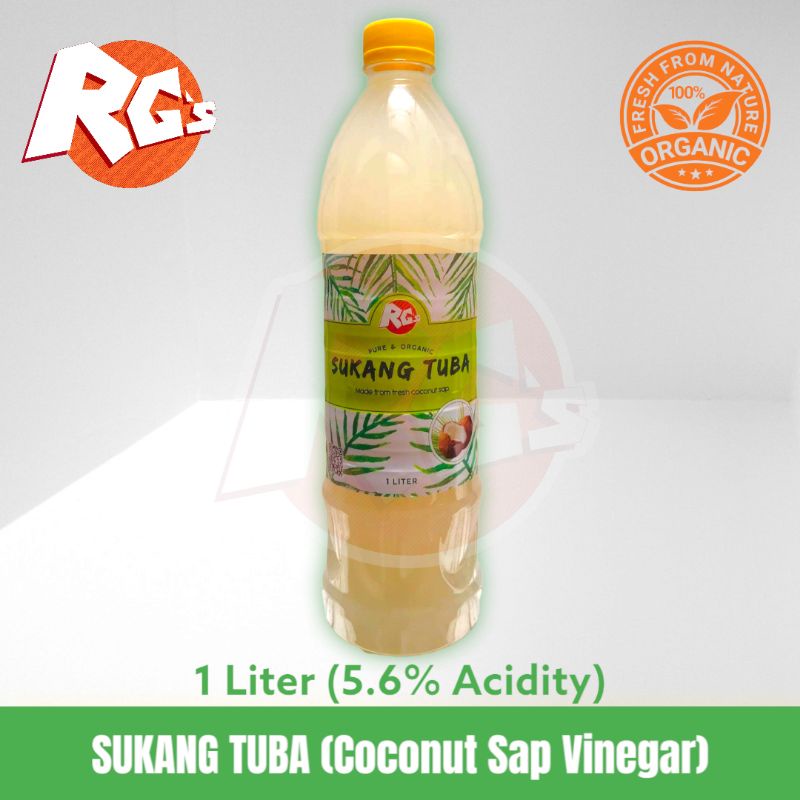 RG's
FRESH FROM NATURE
100%
ORGANIC
RG's
PURE & ORGANIC
SUKANG TUBA
Made from fresh coconut sap
1 LITER
RG's
1 Liter (5.6% Acidity)
SUKANG TUBA (Coconut Sap Vinegar)